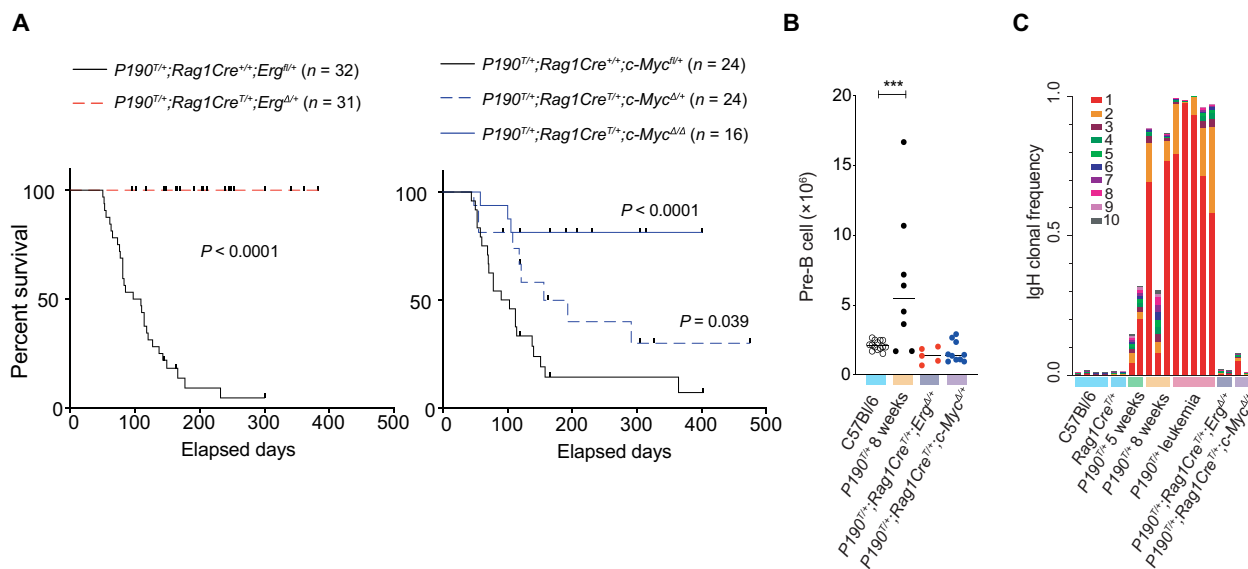 A
P190T/+;Rag1Cre+/+;Ergfl/+ (n = 32)
P190T/+;Rag1CreT/+;ErgΔ/+ (n = 31)
Percent survival
100
50
0
P < 0.0001
0 100 200 300 400 500
Elapsed days
P190T/+;Rag1Cre+/+;c-Mycfl/+ (n = 24)
P190T/+;Rag1CreT/+;c-MycΔ/+ (n = 24)
P190T/+;Rag1CreT/+;c-MycΔ/Δ (n = 16)
100
50
0
P < 0.0001
P = 0.039
0 100 200 300 400 500
Elapsed days
B
***
Pre-B cell (×10⁶)
20
15
10
5
0
C57Bl/6
P190T/+ 8 weeks
P190T/+;Rag1CreT/+;ErgΔ/+
P190T/+;Rag1CreT/+;c-MycΔ/+
C
IgH clonal frequency
1.0
0.5
0.0
1
2
3
4
5
6
7
8
9
10
C57Bl/6
Rag1CreT/+
P190T/+ 5 weeks
P190T/+ 8 weeks
P190T/+ leukemia
P190T/+;Rag1CreT/+;ErgΔ/+
P190T/+;Rag1CreT/+;c-MycΔ/+